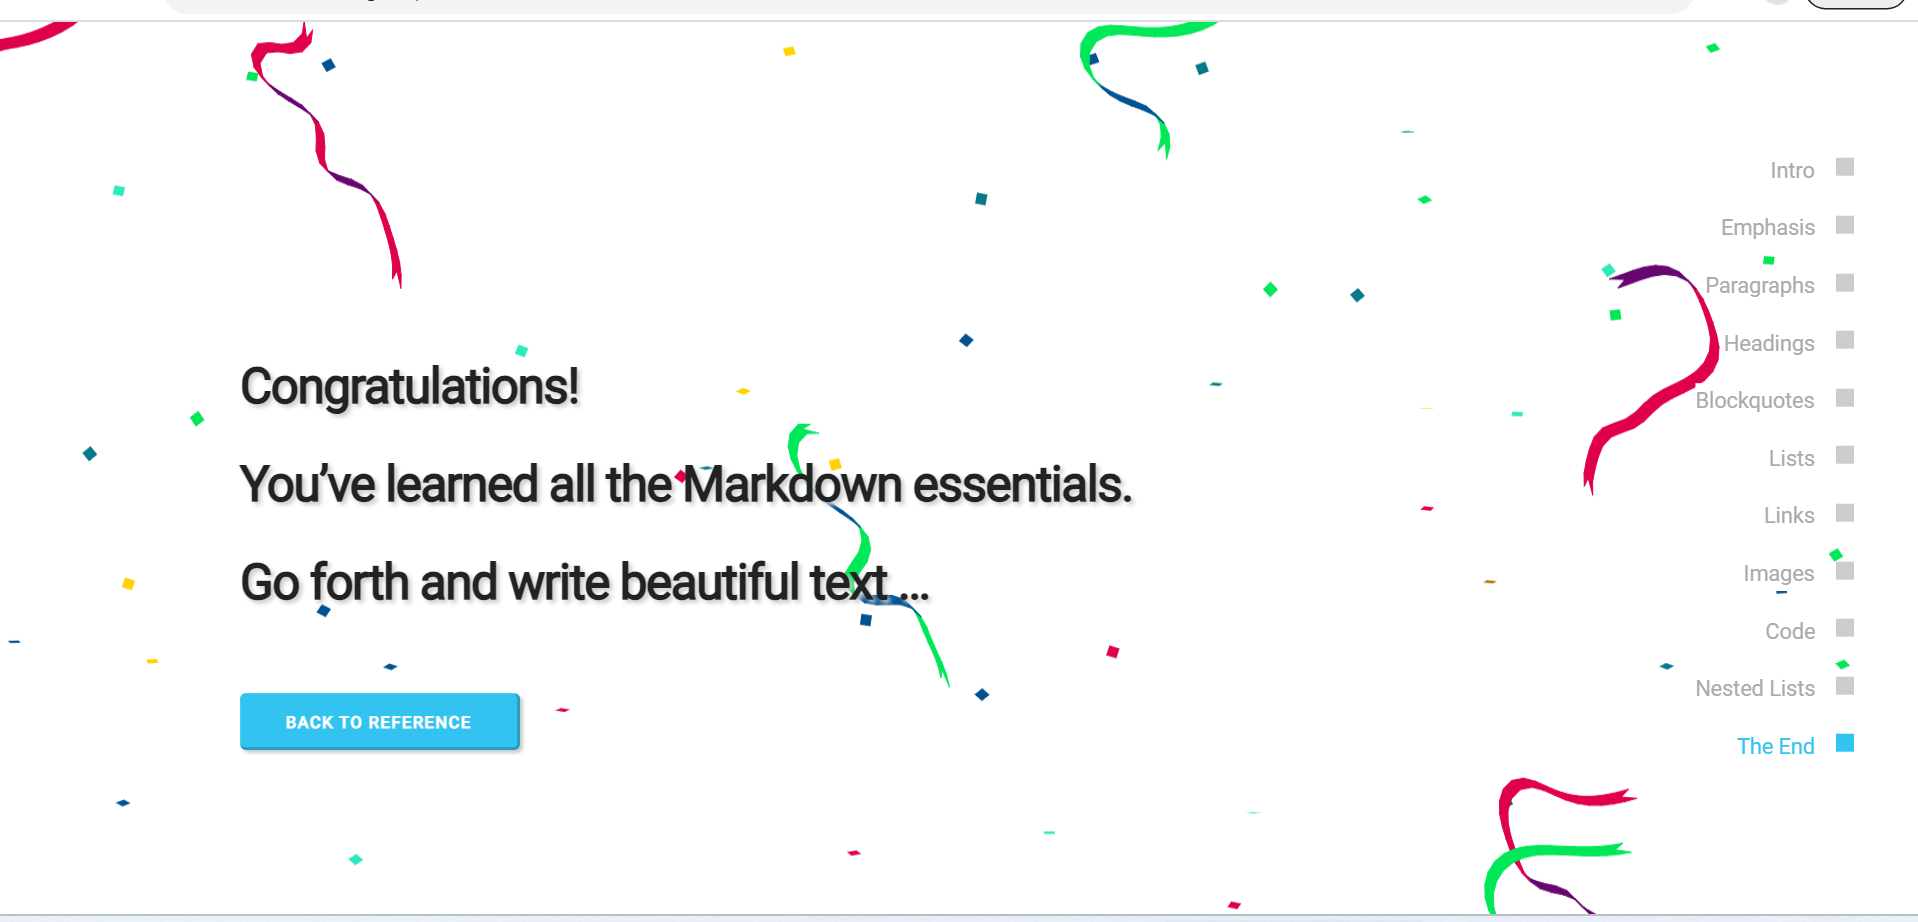 Congratulations!
You’ve learned all the Markdown essentials.
Go forth and write beautiful text ...
BACK TO REFERENCE
Intro
Emphasis
Paragraphs
Headings
Blockquotes
Lists
Links
Images
Code
Nested Lists
The End